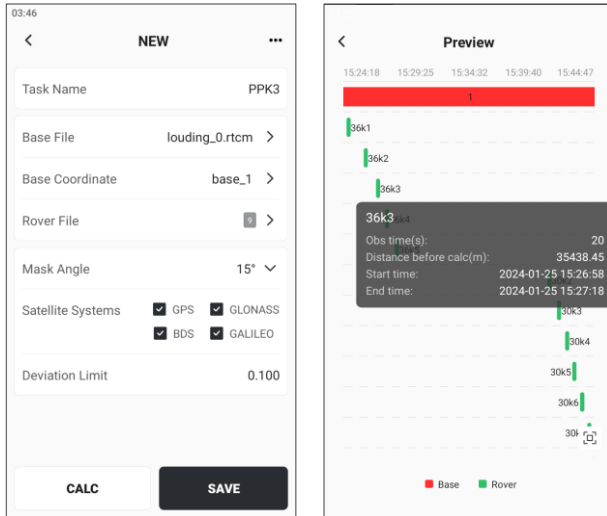 03:46
NEW
Task Name PPK3
Base File louding_0.rtcm
Base Coordinate base_1
Rover File 9
Mask Angle 15°
Satellite Systems GPS GLONASS
BDS GALILEO
Deviation Limit 0.100
CALC SAVE
Preview
15:24:18 15:29:25 15:34:32 15:39:40 15:44:47
1
36k1
36k2
36k3
36k3
Obs time(s): 20
Distance before calc(m): 35438.45
Start time: 2024-01-25 15:26:58
End time: 2024-01-25 15:27:18
30k3
30k4
30k5
30k6
Base Rover